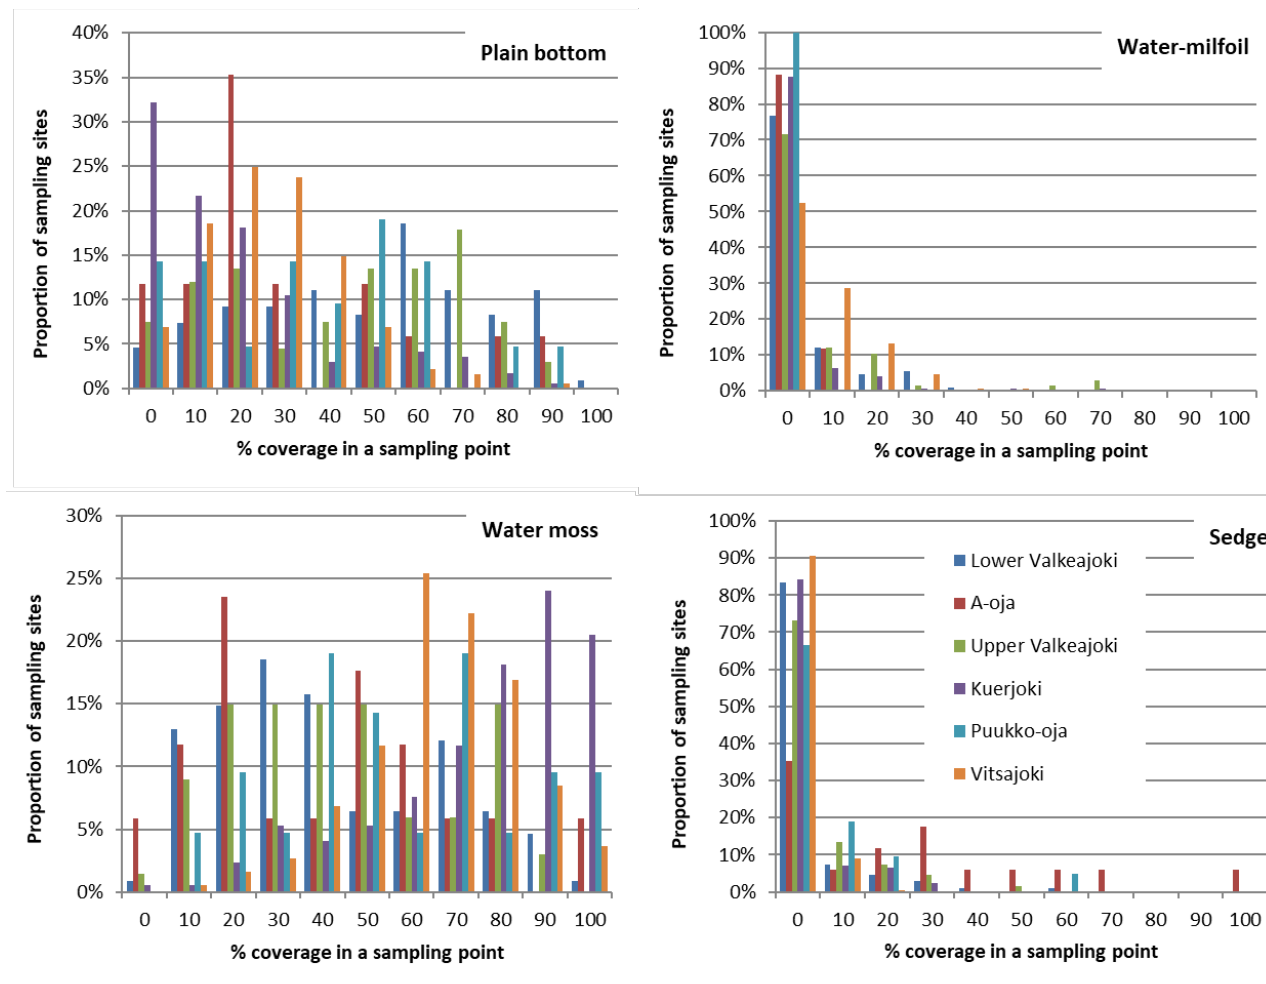 Plain bottom
Proportion of sampling sites
40%
35%
30%
25%
20%
15%
10%
5%
0%
0 10 20 30 40 50 60 70 80 90 100
% coverage in a sampling point
Water-milfoil
Proportion of sampling sites
100%
90%
80%
70%
60%
50%
40%
30%
20%
10%
0%
0 10 20 30 40 50 60 70 80 90 100
% coverage in a sampling point
Water moss
Proportion of sampling sites
30%
25%
20%
15%
10%
5%
0%
0 10 20 30 40 50 60 70 80 90 100
% coverage in a sampling point
Sedge
Proportion of sampling sites
100%
90%
80%
70%
60%
50%
40%
30%
20%
10%
0%
Lower Valkeajoki
A-oja
Upper Valkeajoki
Kuerjoki
Puukko-oja
Vitsajoki
0 10 20 30 40 50 60 70 80 90 100
% coverage in a sampling point